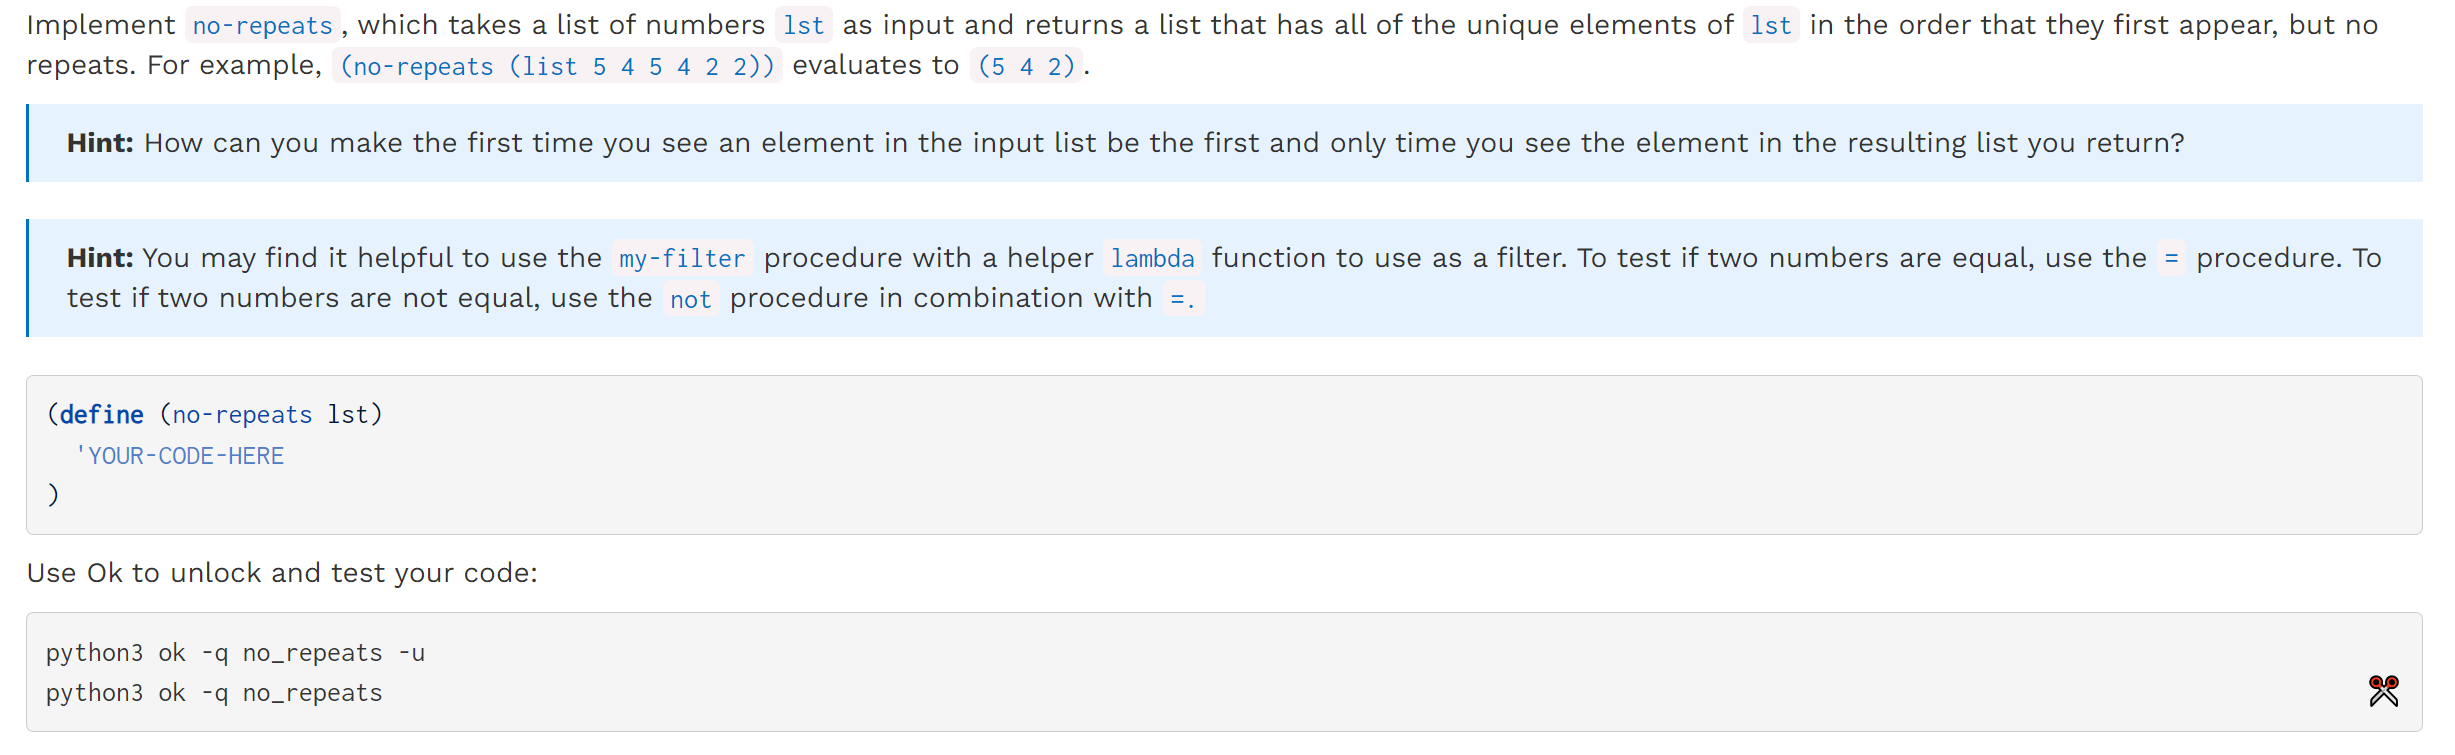 Implement no-repeats, which takes a list of numbers lst as input and returns a list that has all of the unique elements of lst in the order that they first appear, but no
repeats. For example, (no-repeats (list 5 4 5 4 2 2)) evaluates to (5 4 2).
Hint: How can you make the first time you see an element in the input list be the first and only time you see the element in the resulting list you return?
Hint: You may find it helpful to use the my-filter procedure with a helper lambda function to use as a filter. To test if two numbers are equal, use the = procedure. To
test if two numbers are not equal, use the not procedure in combination with =.
(define (no-repeats lst)
  'YOUR-CODE-HERE
)
Use Ok to unlock and test your code:
python3 ok -q no_repeats -u
python3 ok -q no_repeats